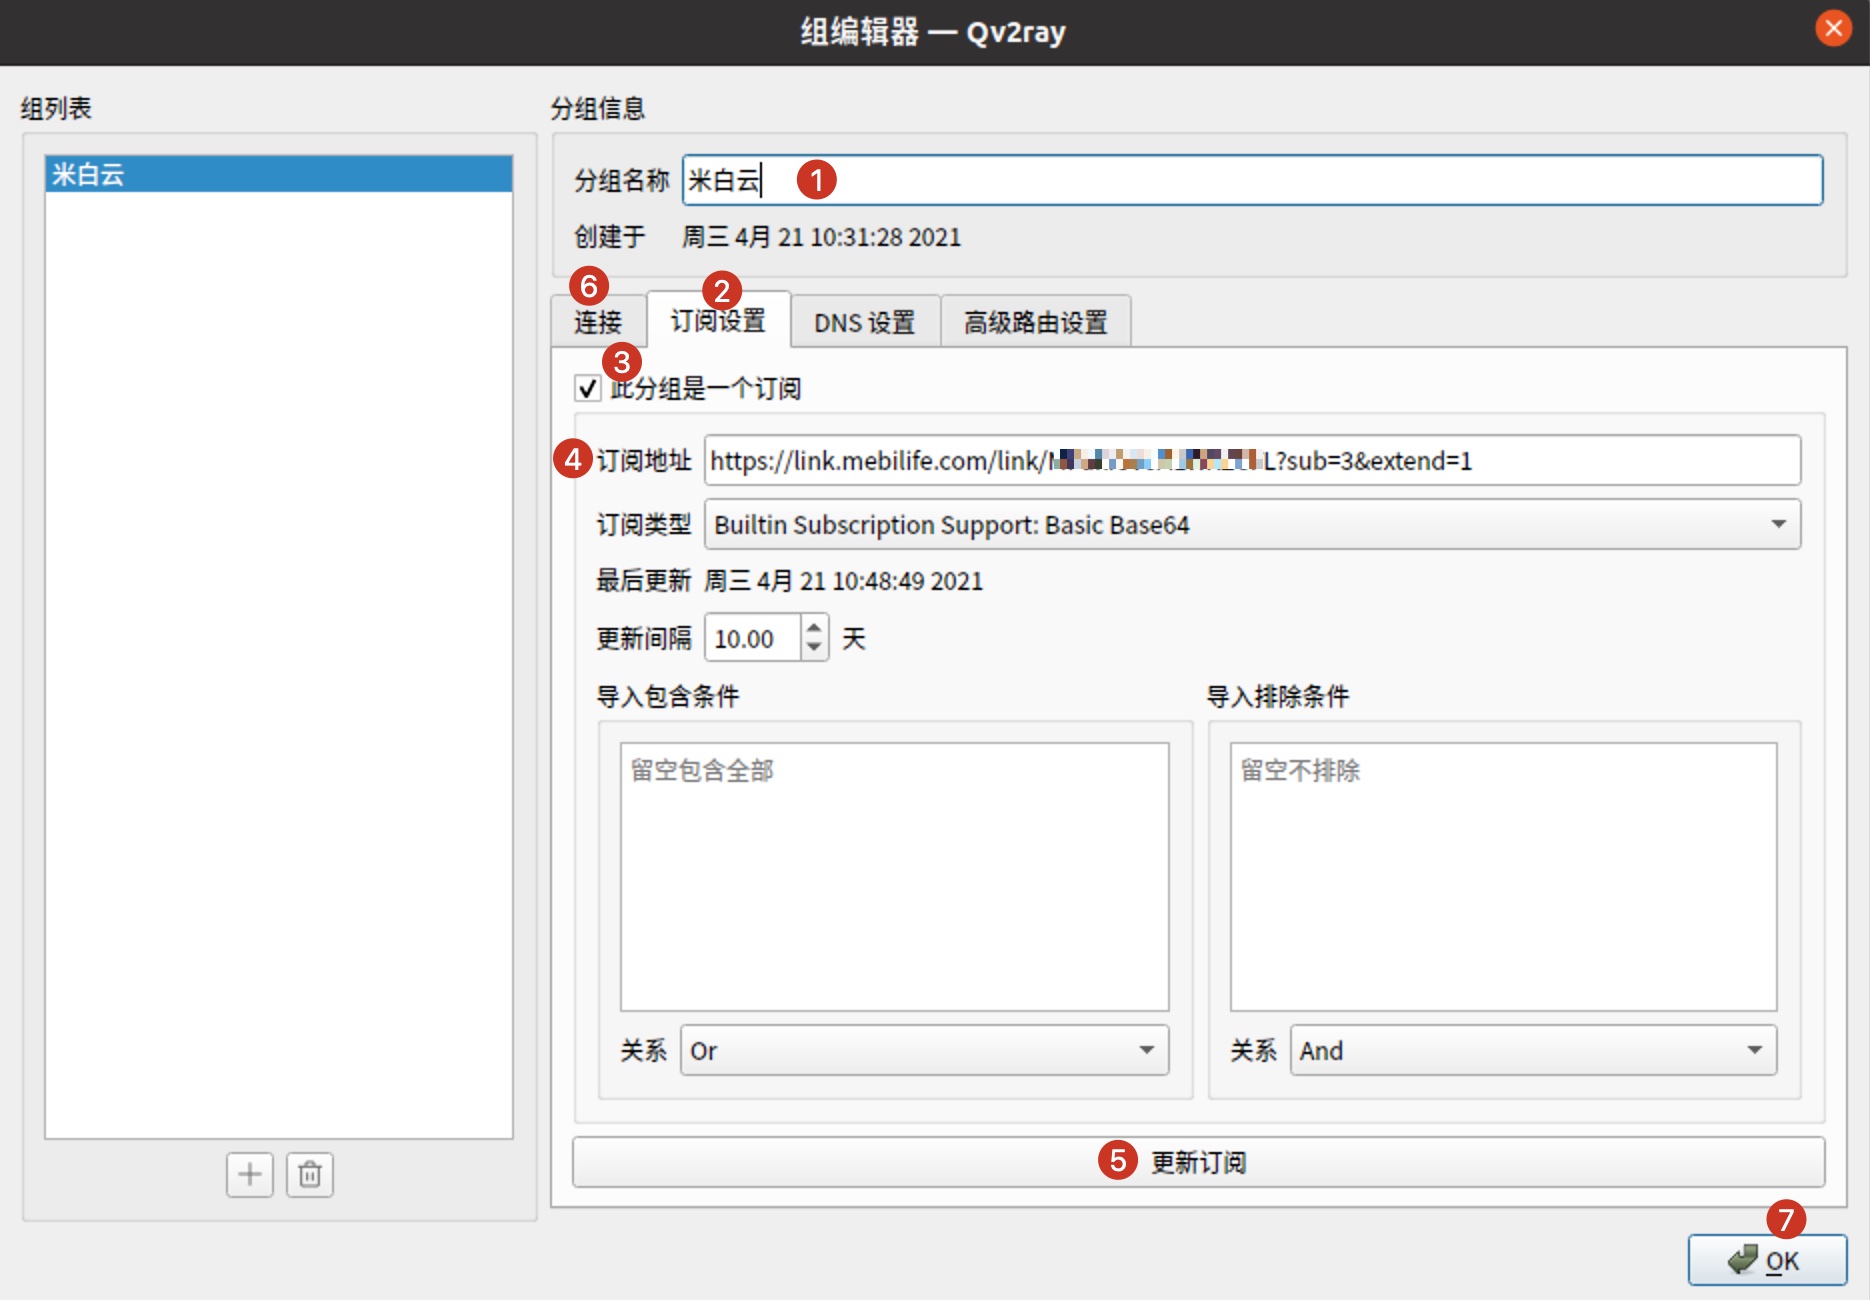 组编辑器 — Qv2ray
组列表
米白云
分组信息
分组名称 米白云 1
创建于 周三 4月 21 10:31:28 2021
6 2
连接 订阅设置 DNS 设置 高级路由设置
3
此分组是一个订阅
4 订阅地址 https://link.mebilife.com/link/ L?sub=3&extend=1
订阅类型 Builtin Subscription Support: Basic Base64
最后更新 周三 4月 21 10:48:49 2021
更新间隔 10.00 天
导入包含条件 导入排除条件
留空包含全部 留空不排除
关系 Or 关系 And
5 更新订阅
7
OK